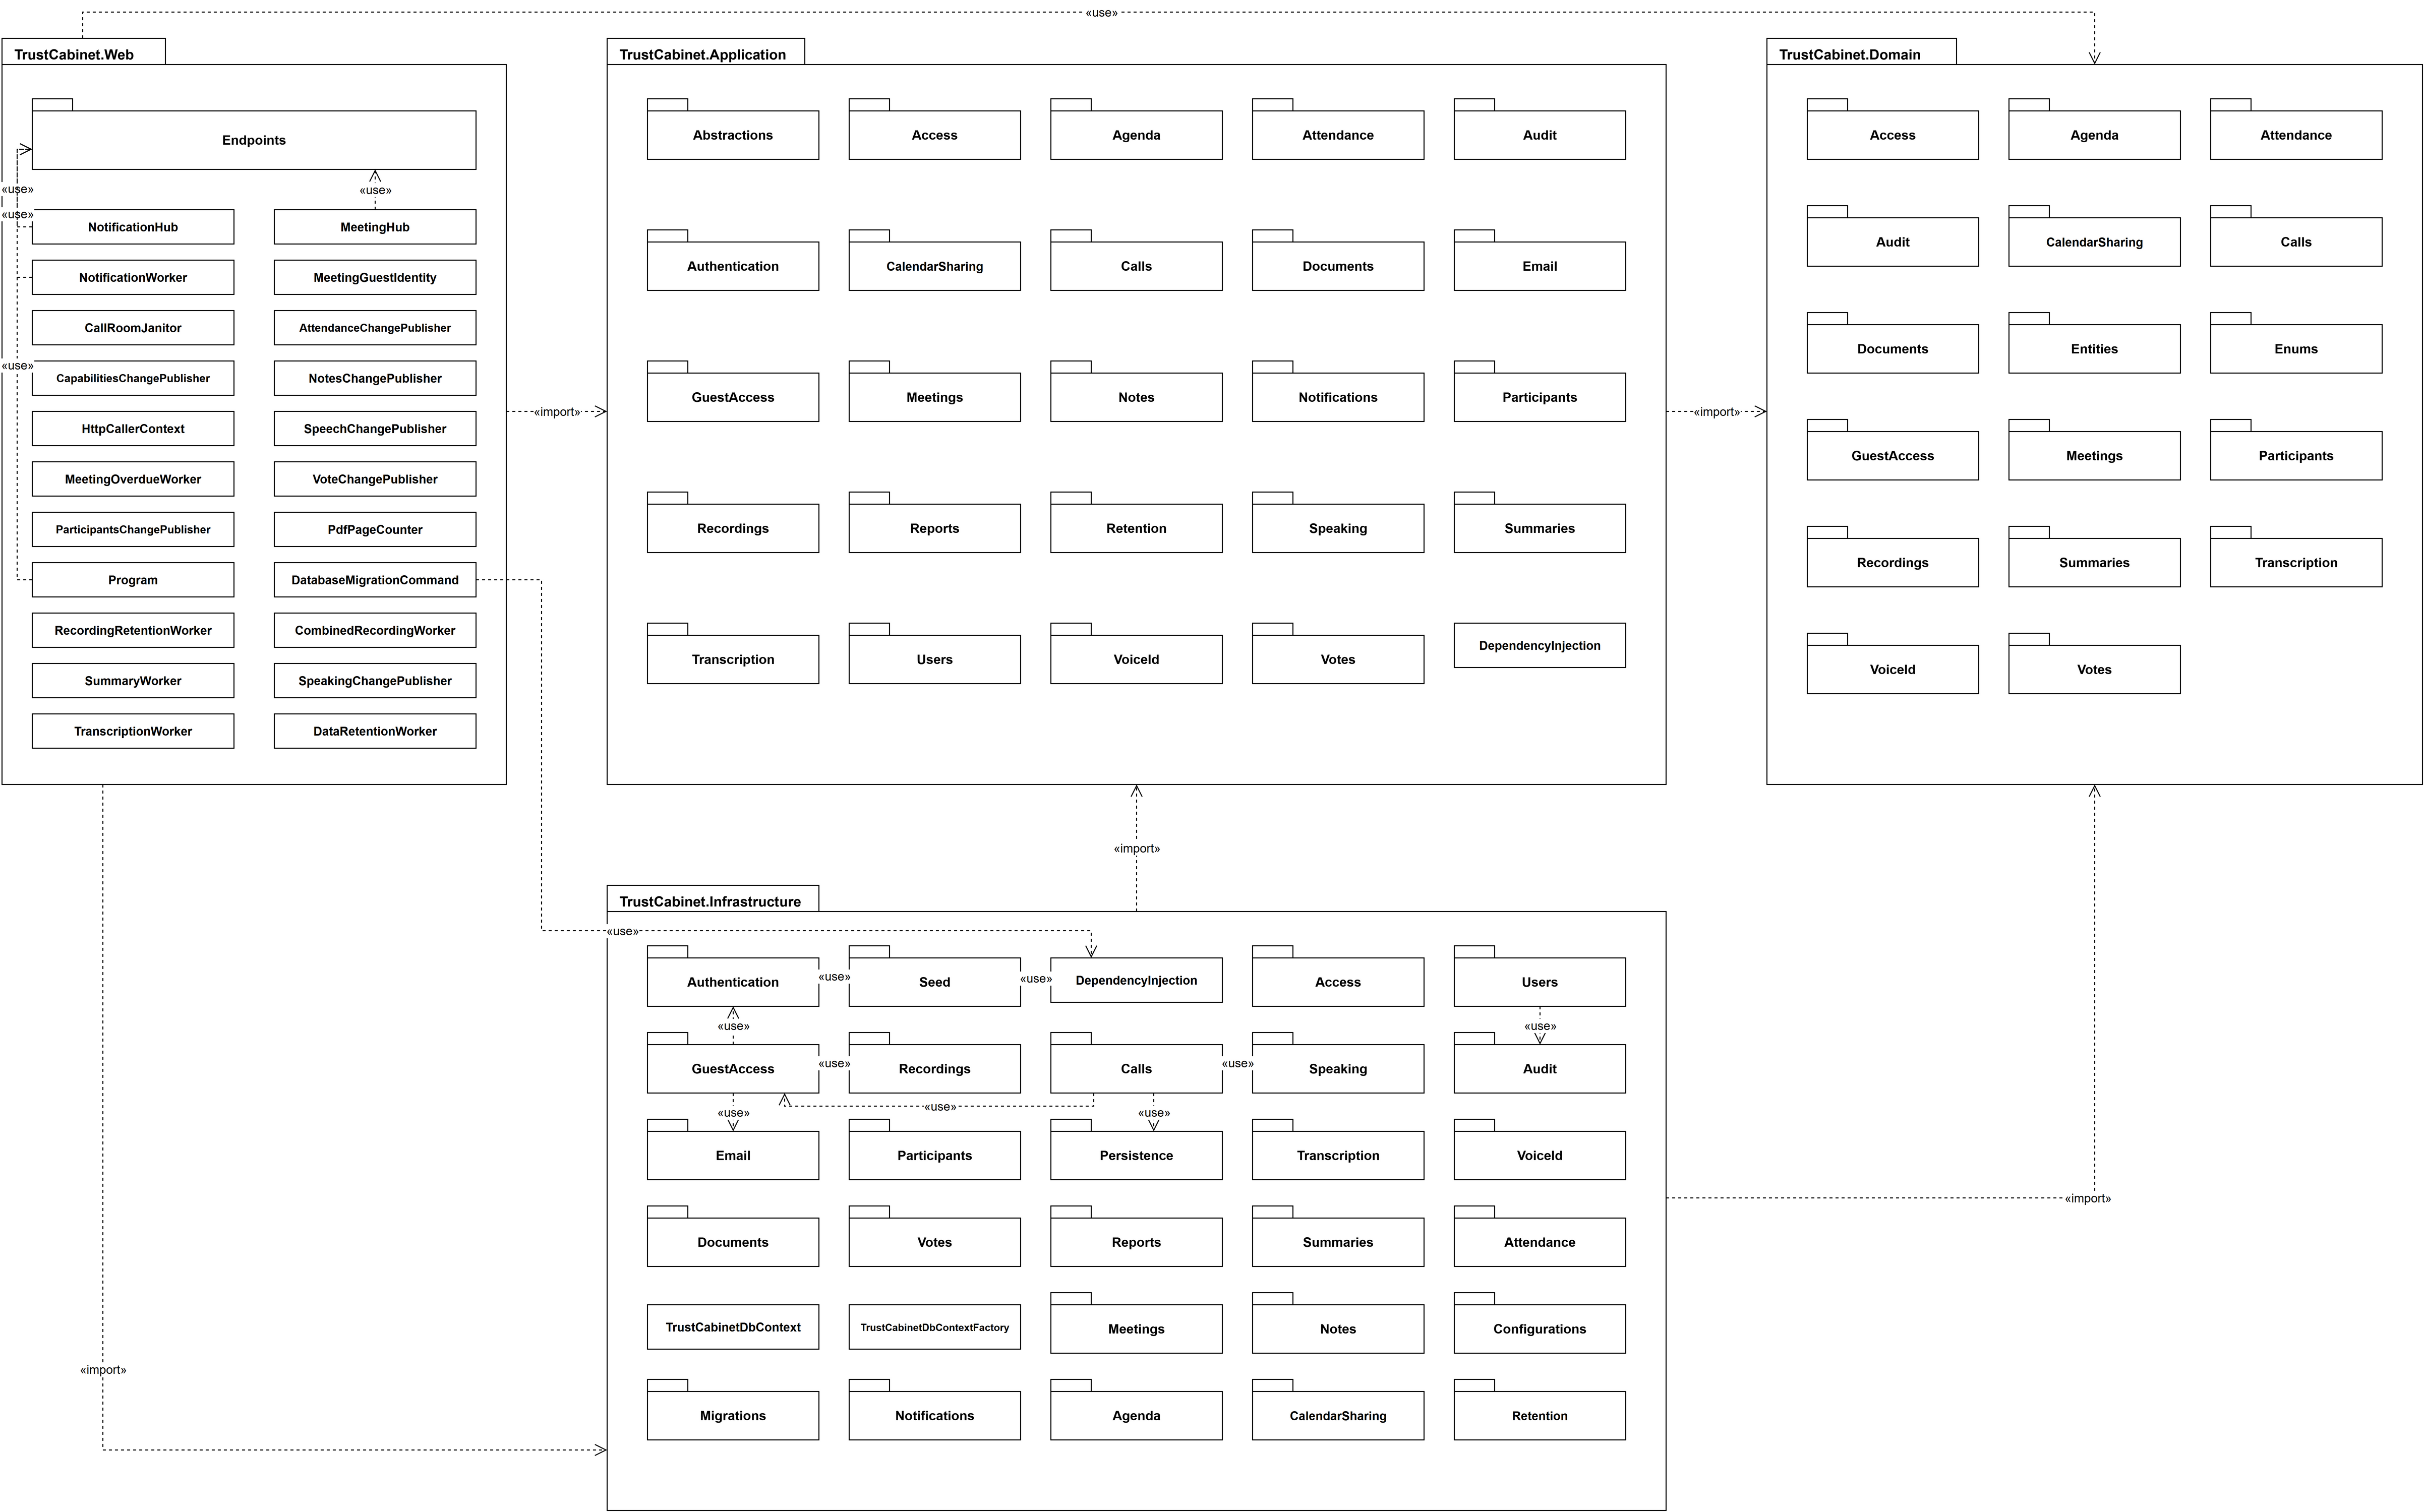 «use»
TrustCabinet.Web
TrustCabinet.Application
TrustCabinet.Domain
Endpoints
«use»
«use»
«use»
NotificationHub
MeetingHub
NotificationWorker
MeetingGuestIdentity
CallRoomJanitor
AttendanceChangePublisher
«use»
CapabilitiesChangePublisher
NotesChangePublisher
HttpCallerContext
SpeechChangePublisher
MeetingOverdueWorker
VoteChangePublisher
ParticipantsChangePublisher
PdfPageCounter
Program
DatabaseMigrationCommand
RecordingRetentionWorker
CombinedRecordingWorker
SummaryWorker
SpeakingChangePublisher
TranscriptionWorker
DataRetentionWorker
«import»
Abstractions
Access
Agenda
Attendance
Audit
Authentication
CalendarSharing
Calls
Documents
Email
GuestAccess
Meetings
Notes
Notifications
Participants
Recordings
Reports
Retention
Speaking
Summaries
Transcription
Users
VoiceId
Votes
DependencyInjection
«import»
Access
Agenda
Attendance
Audit
CalendarSharing
Calls
Documents
Entities
Enums
GuestAccess
Meetings
Participants
Recordings
Summaries
Transcription
VoiceId
Votes
«import»
TrustCabinet.Infrastructure
«use»
Authentication
«use»
Seed
«use»
DependencyInjection
Access
Users
«use»
«use»
GuestAccess
«use»
Recordings
Calls
«use»
Speaking
Audit
«use»
«use»
«use»
Email
Participants
Persistence
Transcription
VoiceId
«import»
Documents
Votes
Reports
Summaries
Attendance
TrustCabinetDbContext
TrustCabinetDbContextFactory
Meetings
Notes
Configurations
«import»
Migrations
Notifications
Agenda
CalendarSharing
Retention